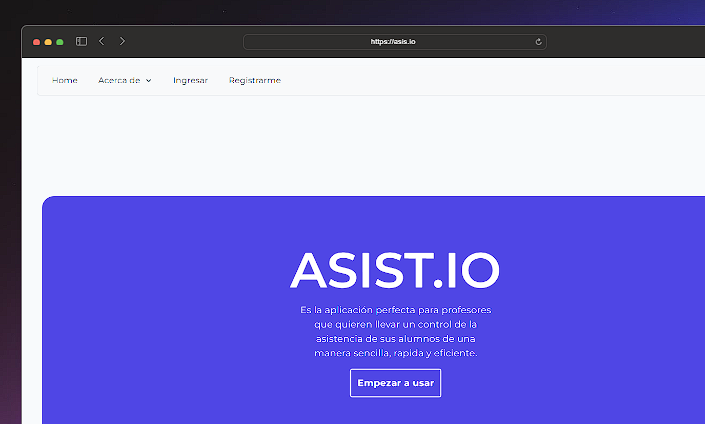 https://asis.io
Home Acerca de Ingresar Registrarme
ASIST.IO
Es la aplicación perfecta para profesores
que quieren llevar un control de la
asistencia de sus alumnos de una
manera sencilla, rapida y eficiente.
Empezar a usar